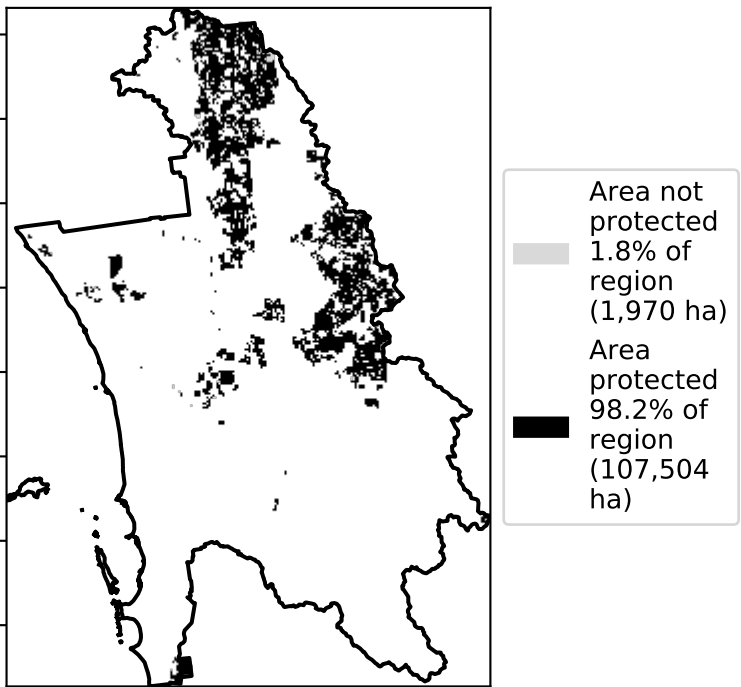 Area not
protected
1.8% of
region
(1,970 ha)
Area
protected
98.2% of
region
(107,504
ha)